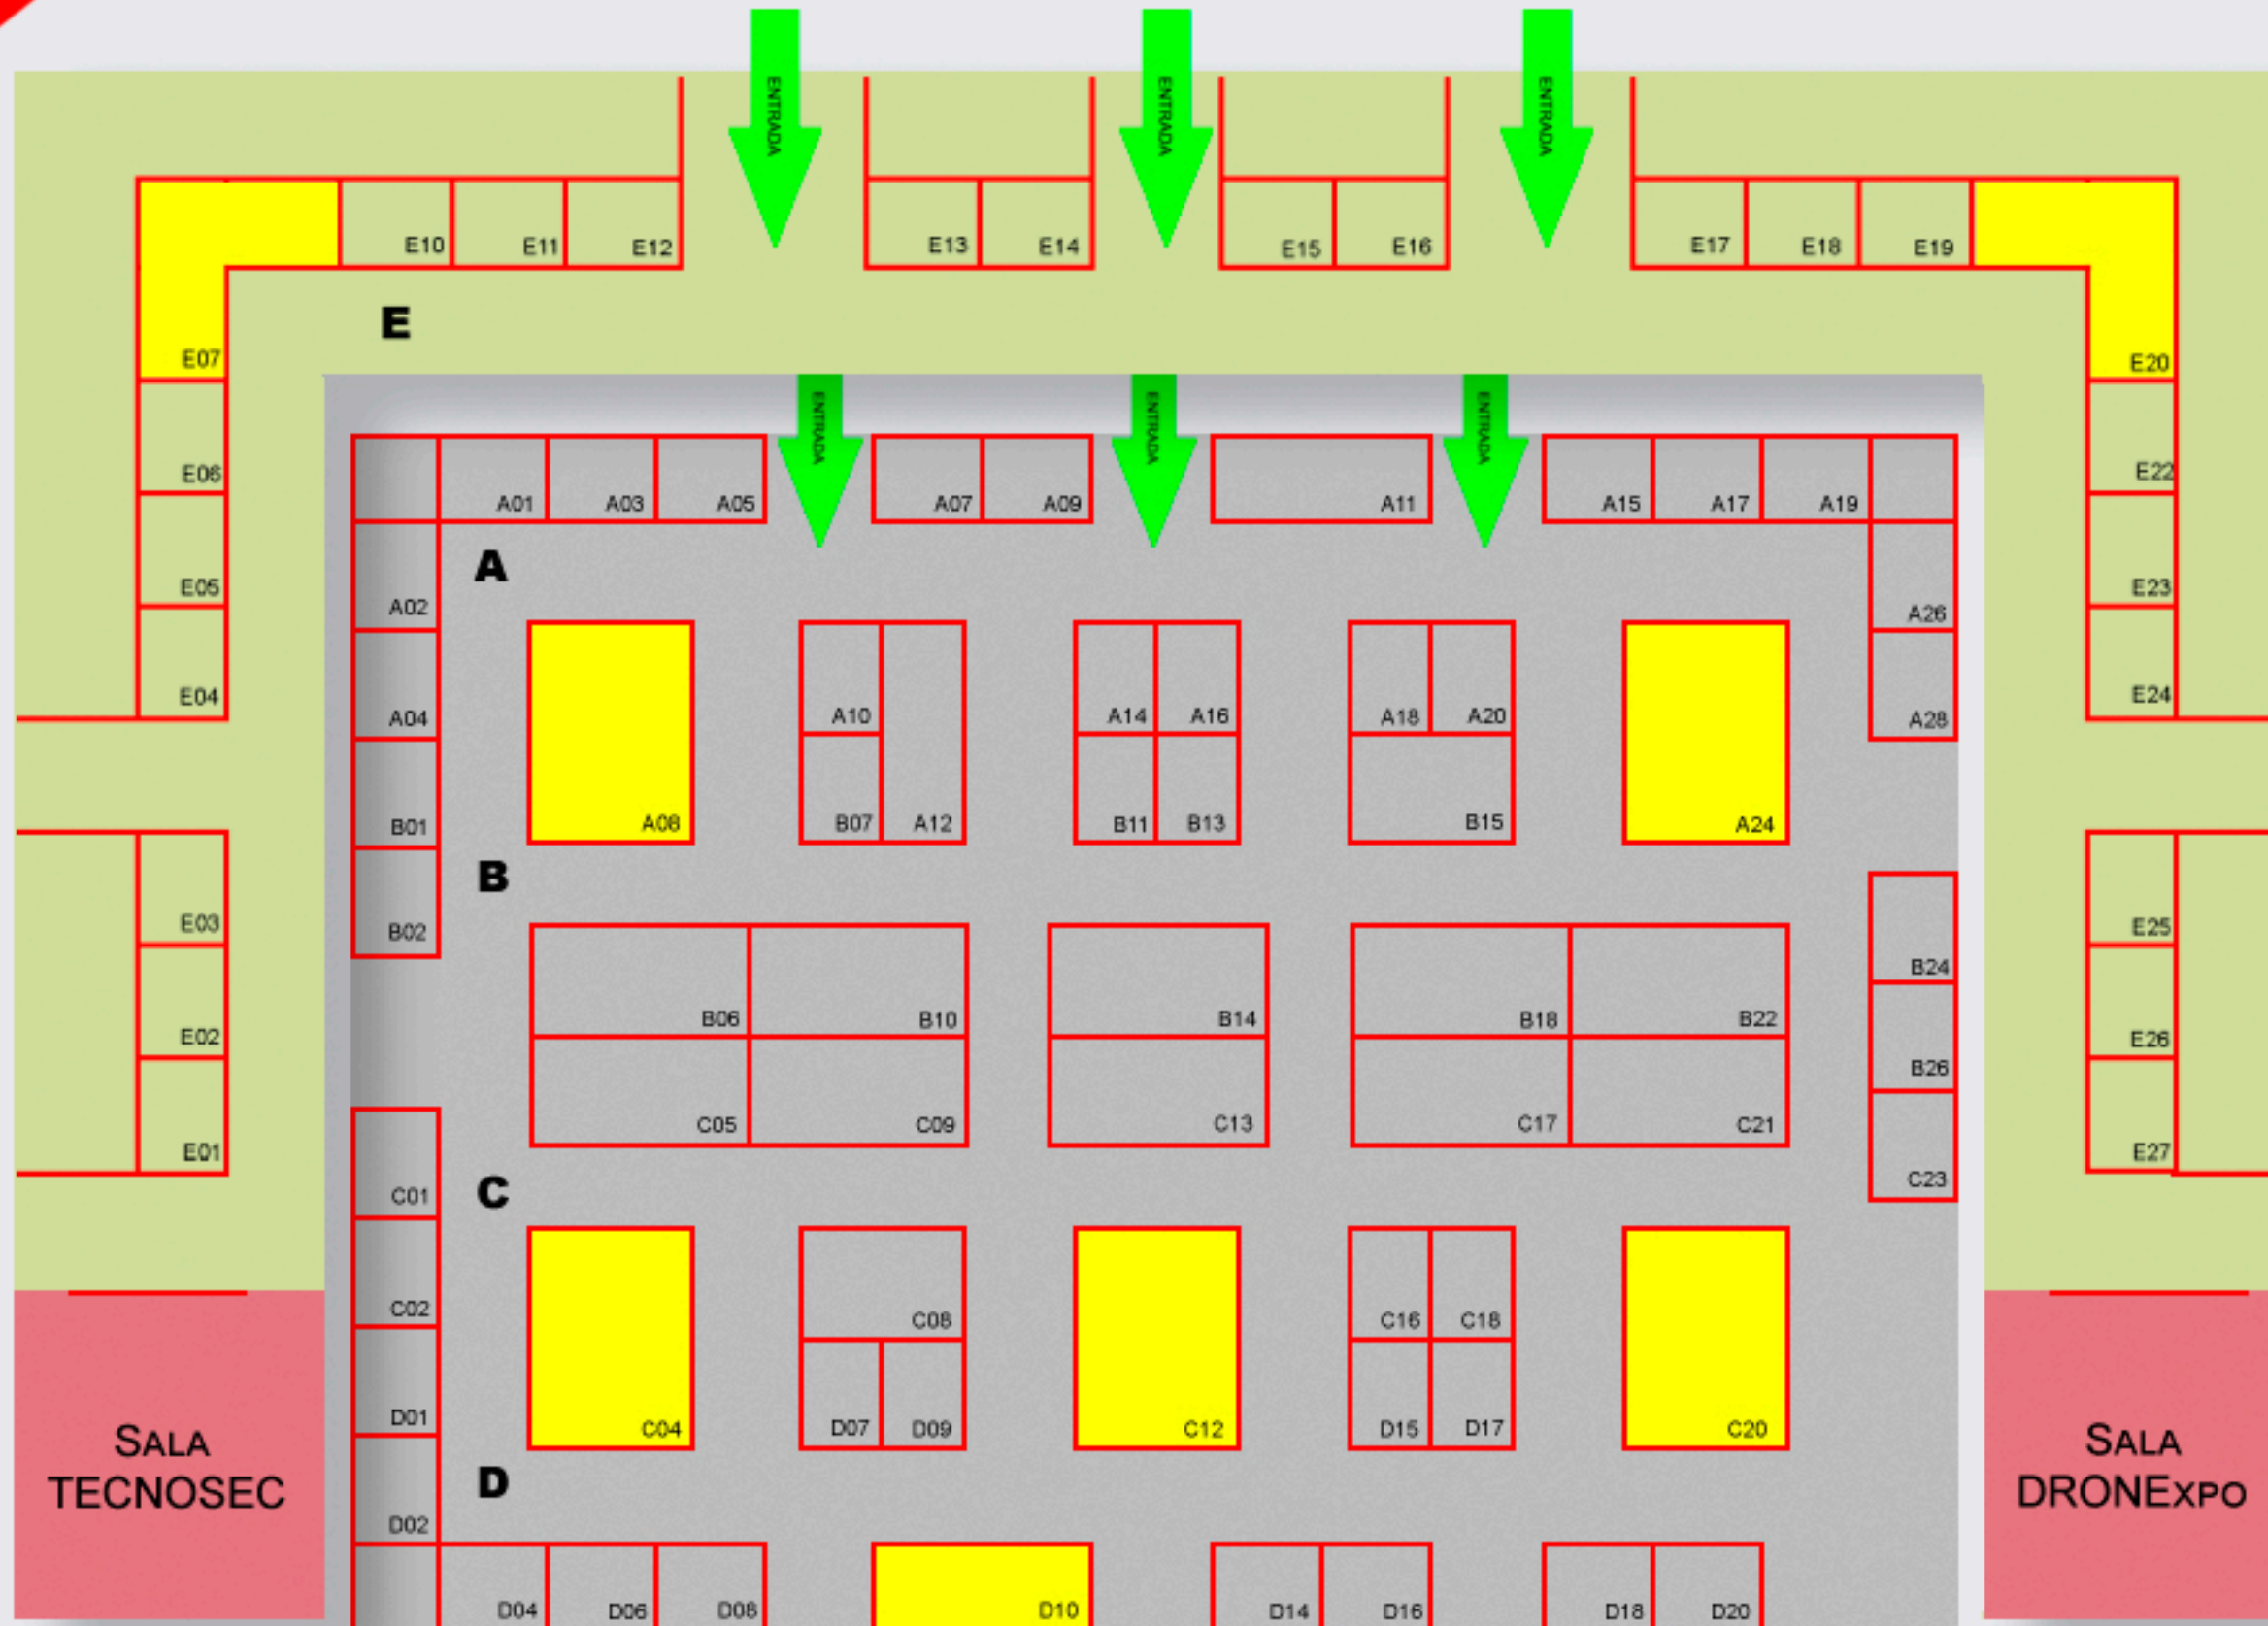 ENTRADA ENTRADA ENTRADA
E10 E11 E12 E13 E14 E15 E16 E17 E18 E19
E
E07 E20
ENTRADA ENTRADA ENTRADA
E06 E22
A01 A03 A05 A07 A09 A11 A15 A17 A19
A
E05 E23
A02 A26
E04 E24
A04 A10 A14 A16 A18 A20 A28
B01 A08 B07 A12 B11 B13 B15 A24
B
E03 E25
B02 B24
B06 B10 B14 B18 B22
E02 E26
B26
C05 C09 C13 C17 C21
E01 E27
C23
C01
C
C02 C08 C16 C18
D01 C04 D07 D09 C12 D15 D17 C20
SALA
TECNOSEC
SALA
DRONEXPO
D
D02
D04 D06 D08 D10 D14 D16 D18 D20